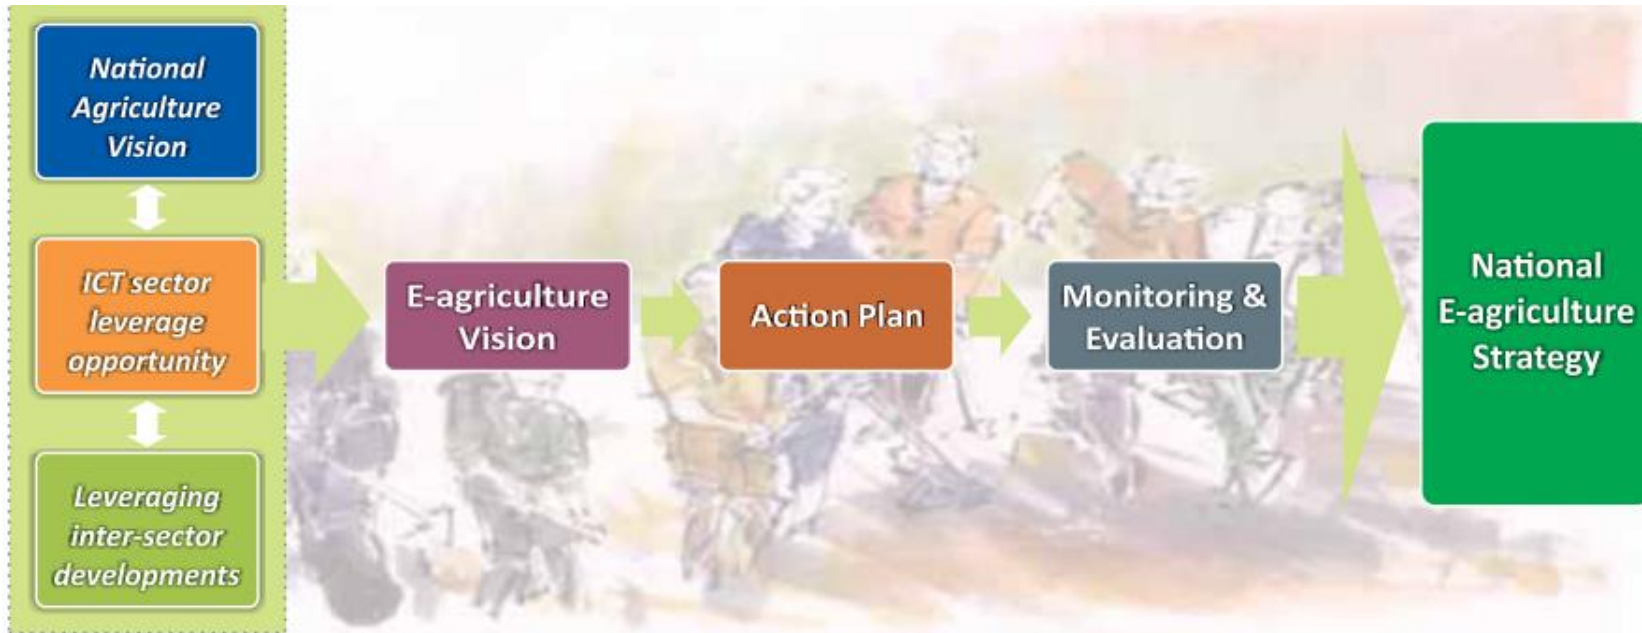 National
Agriculture
Vision
ICT sector
leverage
opportunity
Leveraging
inter-sector
developments
E-agriculture
Vision
Action Plan
Monitoring &
Evaluation
National
E-agriculture
Strategy